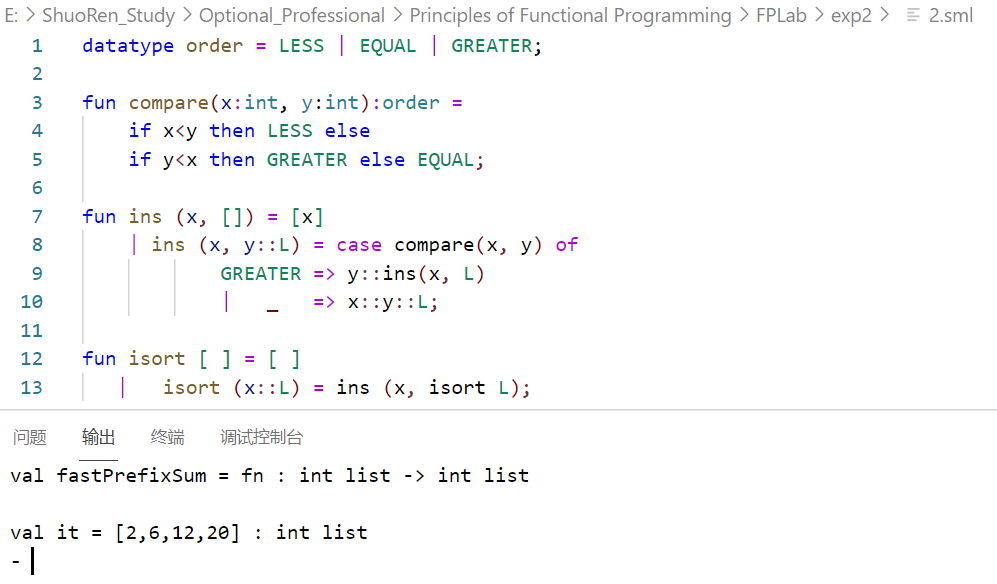 E: > ShuoRen_Study > Optional_Professional > Principles of Functional Programming > FPLab > exp2 > 2.sml
1 datatype order = LESS | EQUAL | GREATER;
2
3 fun compare(x:int, y:int):order =
4 if x<y then LESS else
5 if y<x then GREATER else EQUAL;
6
7 fun ins (x, []) = [x]
8 | ins (x, y::L) = case compare(x, y) of
9 GREATER => y::ins(x, L)
10 | _ => x::y::L;
11
12 fun isort [ ] = [ ]
13 | isort (x::L) = ins (x, isort L);
问题 输出 终端 调试控制台
val fastPrefixSum = fn : int list -> int list
val it = [2,6,12,20] : int list
-